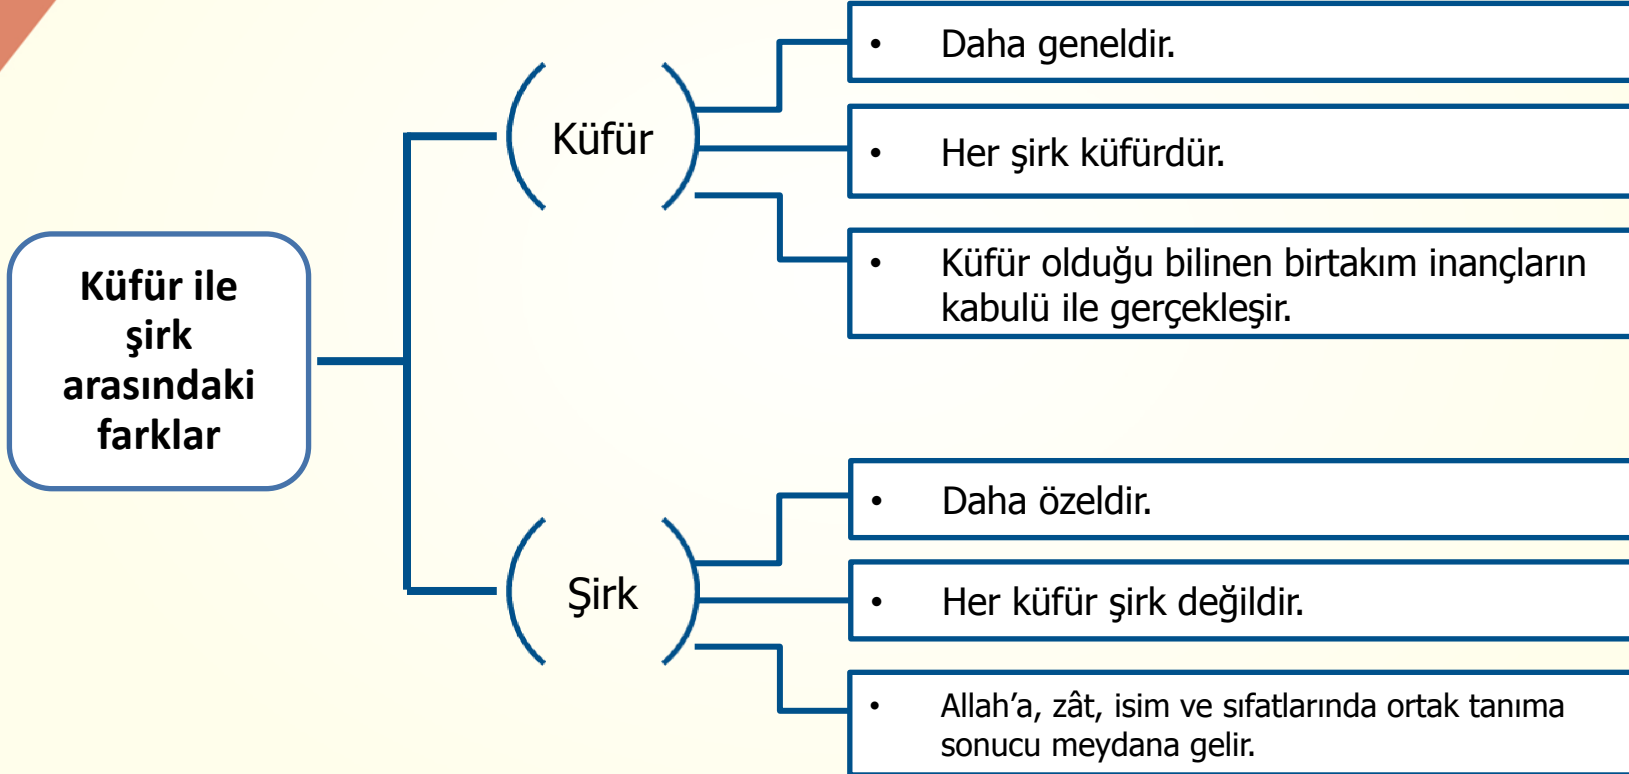 Küfür ile
şirk
arasındaki
farklar
Küfür
• Daha geneldir.
• Her şirk küfürdür.
• Küfür olduğu bilinen birtakım inançların
kabulü ile gerçekleşir.
Şirk
• Daha özeldir.
• Her küfür şirk değildir.
• Allah’a, zât, isim ve sıfatlarında ortak tanıma
sonucu meydana gelir.